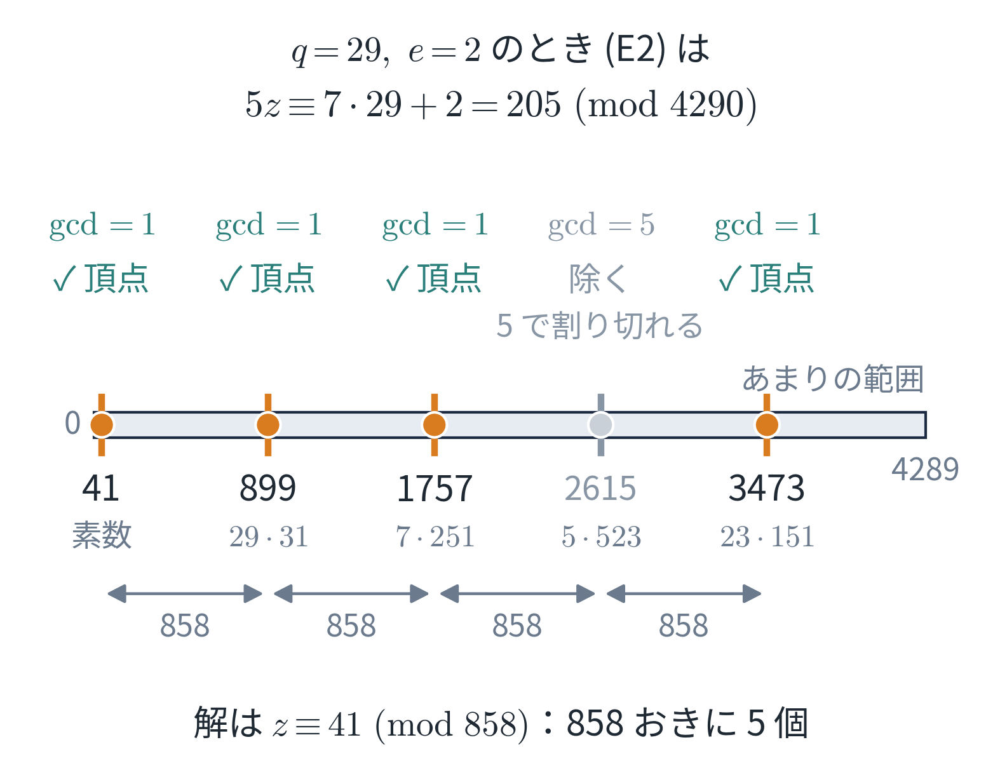 q = 29, e = 2 のとき (E2) は
5z ≡ 7 · 29 + 2 = 205 (mod 4290)
gcd = 1 gcd = 1 gcd = 1 gcd = 5 gcd = 1
✓頂点 ✓頂点 ✓頂点 除く ✓頂点
5 で割り切れる
あまりの範囲
0
4289
41 899 1757 2615 3473
素数 29 · 31 7 · 251 5 · 523 23 · 151
858 858 858 858
解は z ≡ 41 (mod 858)：858 おきに 5 個